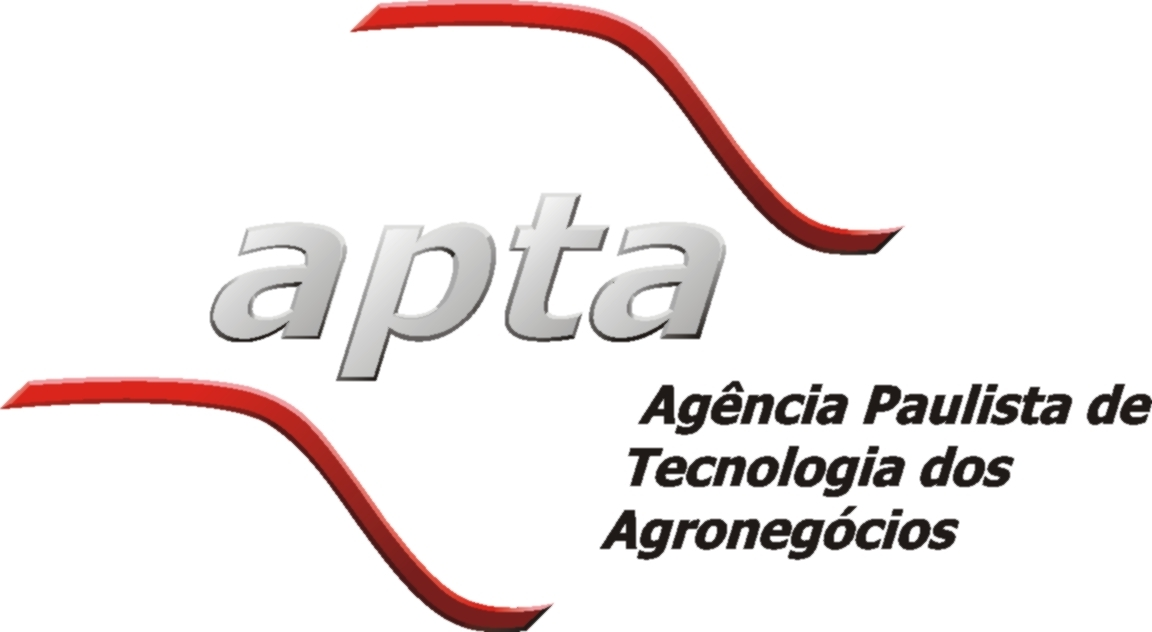 apta
Agência Paulista de
Tecnologia dos
Agronegócios